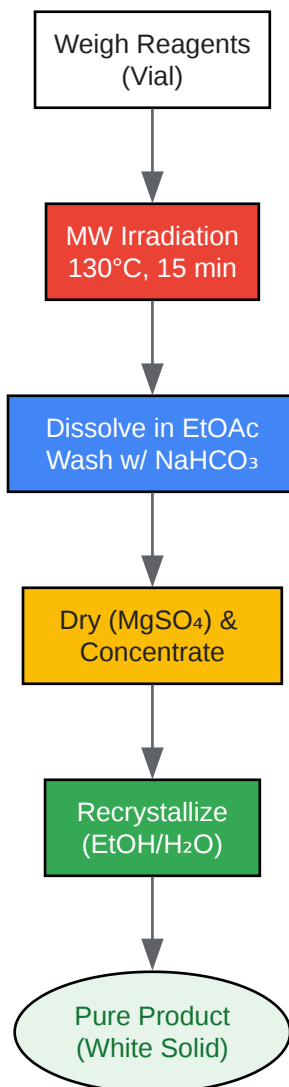 Weigh Reagents
(Vial)
MW Irradiation
130°C, 15 min
Dissolve in EtOAc
Wash w/ NaHCO₃
Dry (MgSO₄) &
Concentrate
Recrystallize
(EtOH/H₂O)
Pure Product
(White Solid)